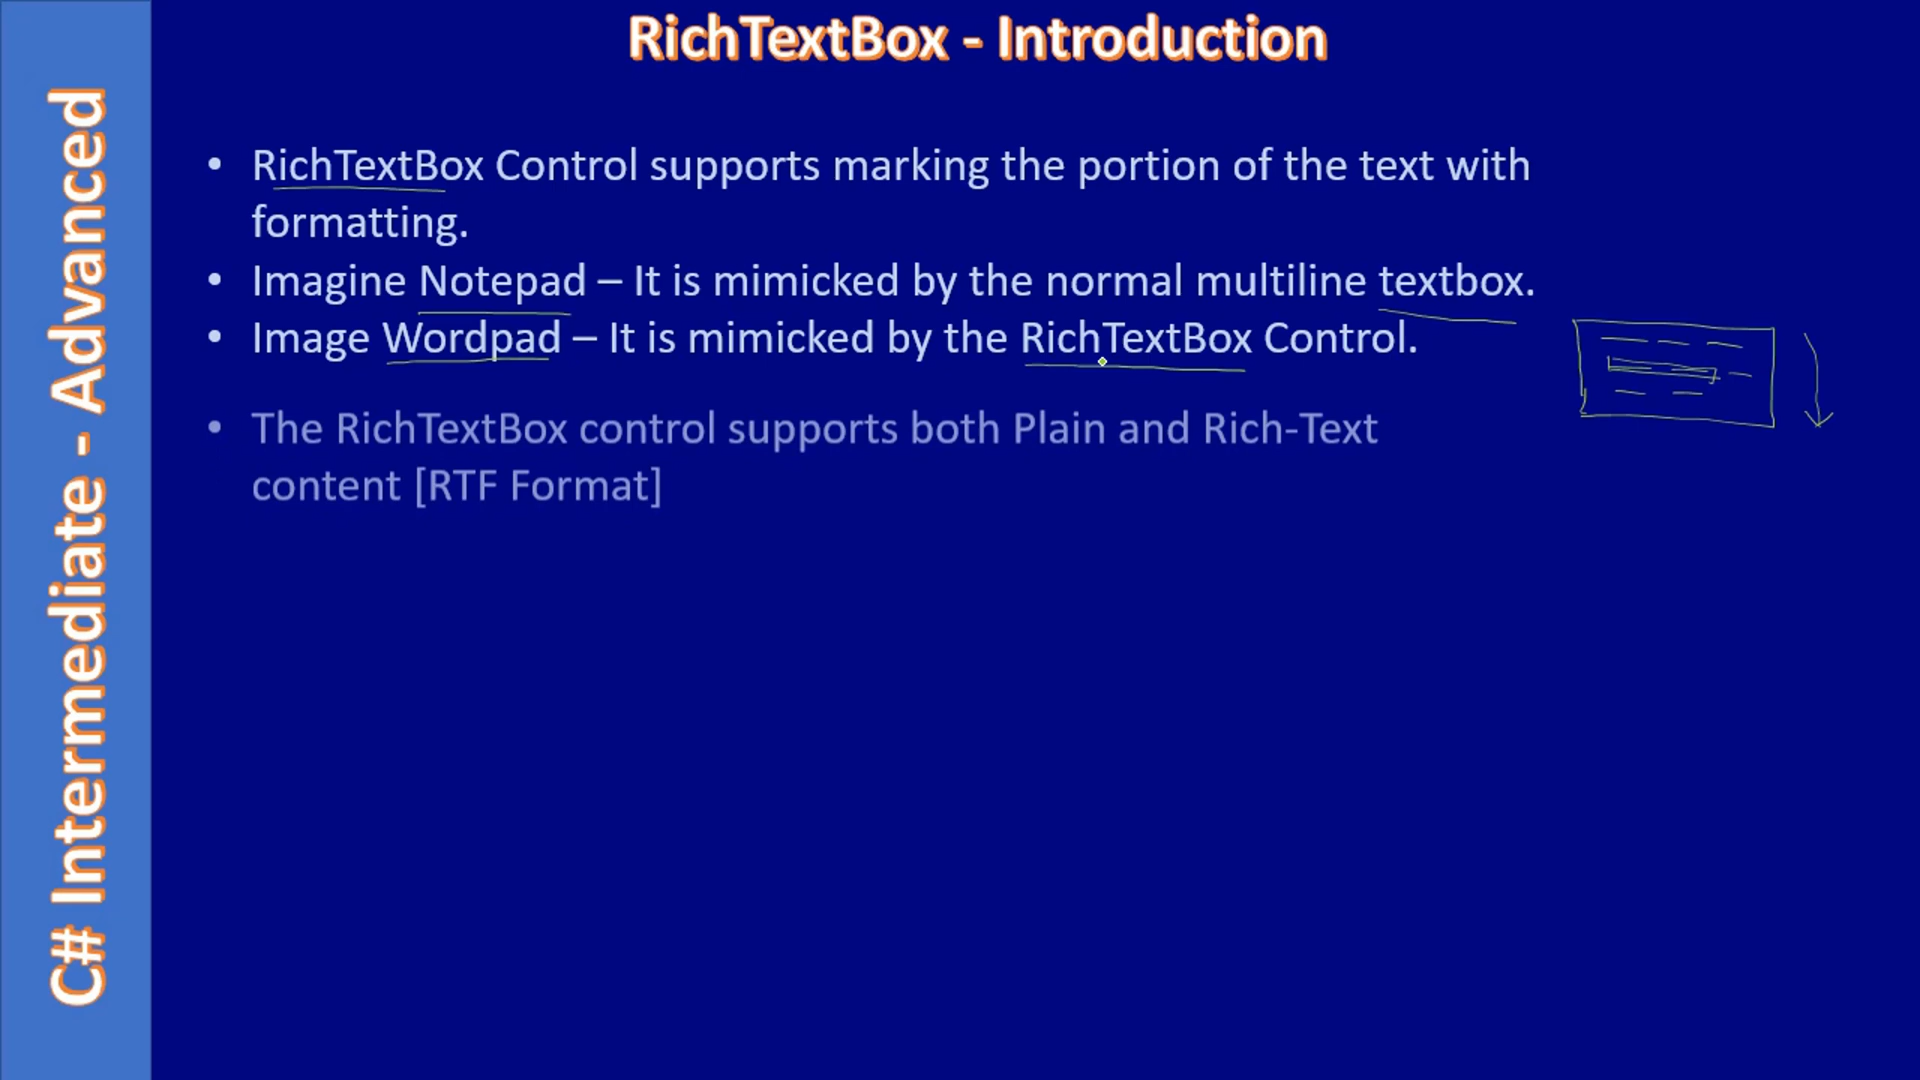 RichTextBox - Introduction
C# Intermediate - Advanced
• RichTextBox Control supports marking the portion of the text with
formatting.
• Imagine Notepad – It is mimicked by the normal multiline textbox.
• Image Wordpad – It is mimicked by the RichTextBox Control.
• The RichTextBox control supports both Plain and Rich-Text
content [RTF Format]